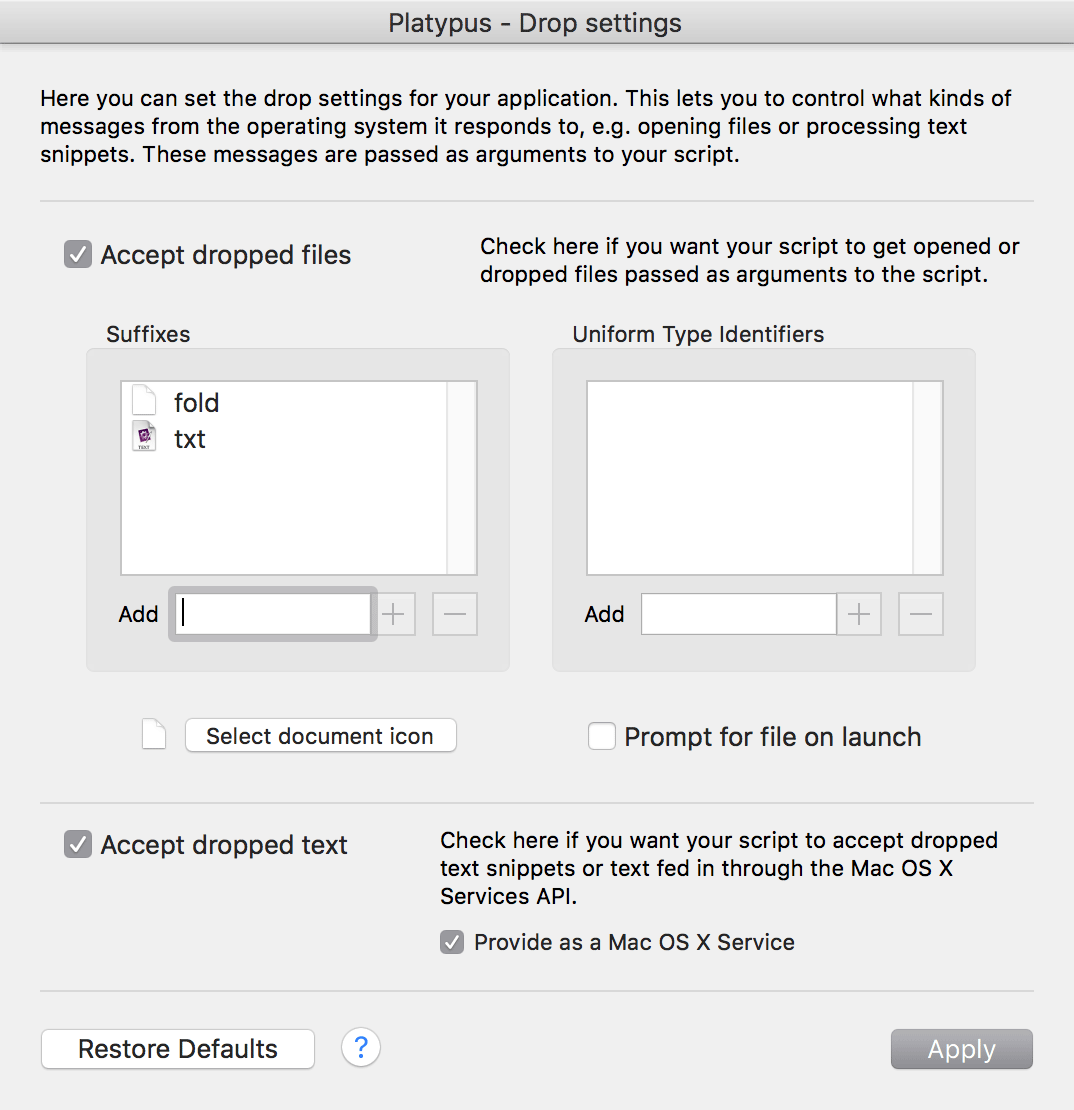 Platypus - Drop settings
Here you can set the drop settings for your application. This lets you to control what kinds of
messages from the operating system it responds to, e.g. opening files or processing text
snippets. These messages are passed as arguments to your script.
Accept dropped files
Check here if you want your script to get opened or
dropped files passed as arguments to the script.
Suffixes
Uniform Type Identifiers
fold
TEXT
txt
Add
Add
Select document icon
Prompt for file on launch
Accept dropped text
Check here if you want your script to accept dropped
text snippets or text fed in through the Mac OS X
Services API.
Provide as a Mac OS X Service
Restore Defaults
?
Apply